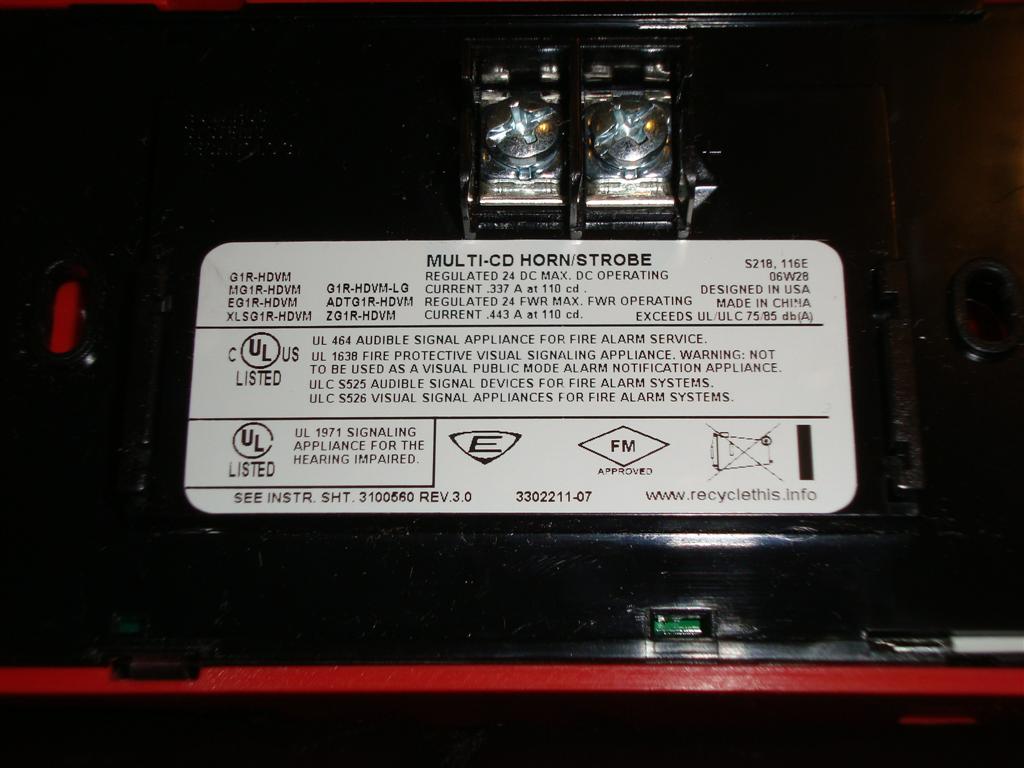 MULTI-CD HORN/STROBE
G1R-HDVM
MG1R-HDVM G1R-HDVM-LG
EG1R-HDVM ADTG1R-HDVM
XLSG1R-HDVM ZG1R-HDVM
REGULATED 24 DC MAX. DC OPERATING
CURRENT .337 A at 110 cd .
REGULATED 24 FWR MAX. FWR OPERATING
CURRENT .443 A at 110 cd.
S218, 116E
06W28
DESIGNED IN USA
MADE IN CHINA
EXCEEDS UL/ULC 75/85 db(A)
C UL US
LISTED
UL 464 AUDIBLE SIGNAL APPLIANCE FOR FIRE ALARM SERVICE.
UL 1638 FIRE PROTECTIVE VISUAL SIGNALING APPLIANCE. WARNING: NOT
TO BE USED AS A VISUAL PUBLIC MODE ALARM NOTIFICATION APPLIANCE.
ULC S525 AUDIBLE SIGNAL DEVICES FOR FIRE ALARM SYSTEMS.
ULC S526 VISUAL SIGNAL APPLIANCES FOR FIRE ALARM SYSTEMS.
UL
LISTED
UL 1971 SIGNALING
APPLIANCE FOR THE
HEARING IMPAIRED.
E
FM
APPROVED
SEE INSTR. SHT. 3100560 REV.3.0 3302211-07 www.recyclethis.info